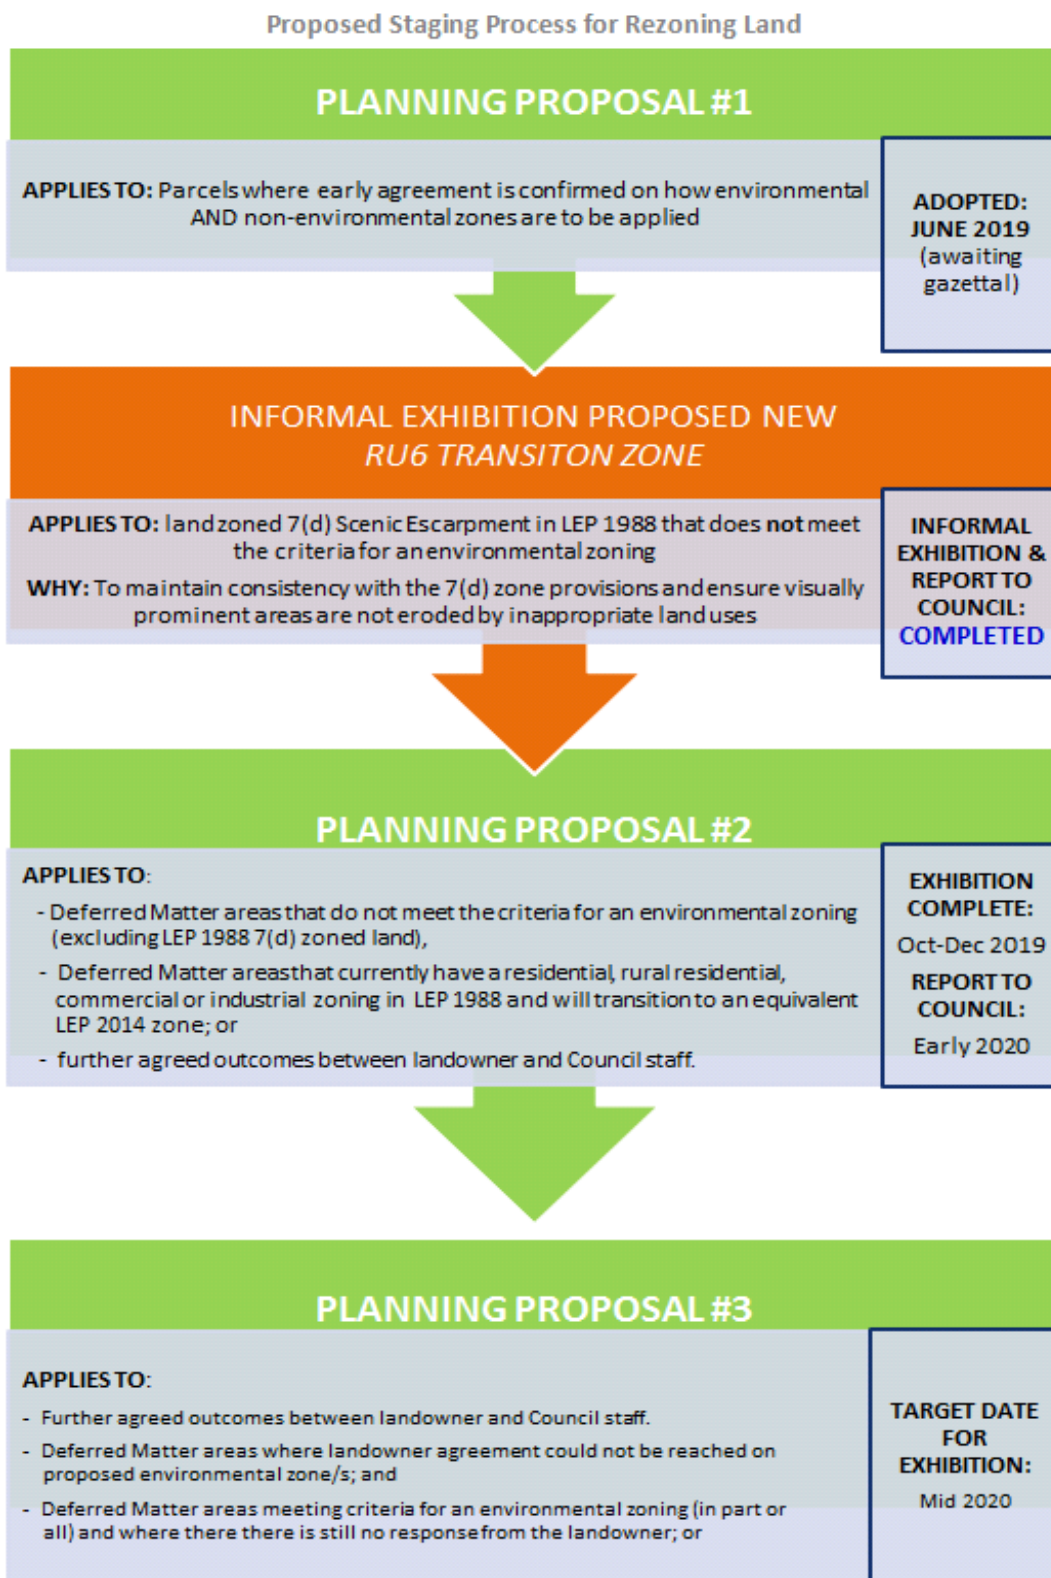 Proposed Staging Process for Rezoning Land
PLANNING PROPOSAL #1
APPLIES TO: Parcels where early agreement is confirmed on how environmental
AND non-environmental zones are to be applied
ADOPTED:
JUNE 2019
(awaiting
gazettal)
INFORMAL EXHIBITION PROPOSED NEW
RU6 TRANSITON ZONE
APPLIES TO: land zoned 7(d) Scenic Escarpment in LEP 1988 that does not meet
the criteria for an environmental zoning
WHY: To maintain consistency with the 7(d) zone provisions and ensure visually
prominent areas are not eroded by inappropriate land uses
INFORMAL
EXHIBITION &
REPORT TO
COUNCIL:
COMPLETED
PLANNING PROPOSAL #2
APPLIES TO:
- Deferred Matter areas that do not meet the criteria for an environmental zoning
(excluding LEP 1988 7(d) zoned land),
- Deferred Matter areas that currently have a residential, rural residential,
commercial or industrial zoning in LEP 1988 and will transition to an equivalent
LEP 2014 zone; or
- further agreed outcomes between landowner and Council staff.
EXHIBITION
COMPLETE:
Oct-Dec 2019
REPORT TO
COUNCIL:
Early 2020
PLANNING PROPOSAL #3
APPLIES TO:
- Further agreed outcomes between landowner and Council staff.
- Deferred Matter areas where landowner agreement could not be reached on
proposed environmental zone/s; and
- Deferred Matter areas meeting criteria for an environmental zoning (in part or
all) and where there there is still no response from the landowner; or
TARGET DATE
FOR
EXHIBITION:
Mid 2020